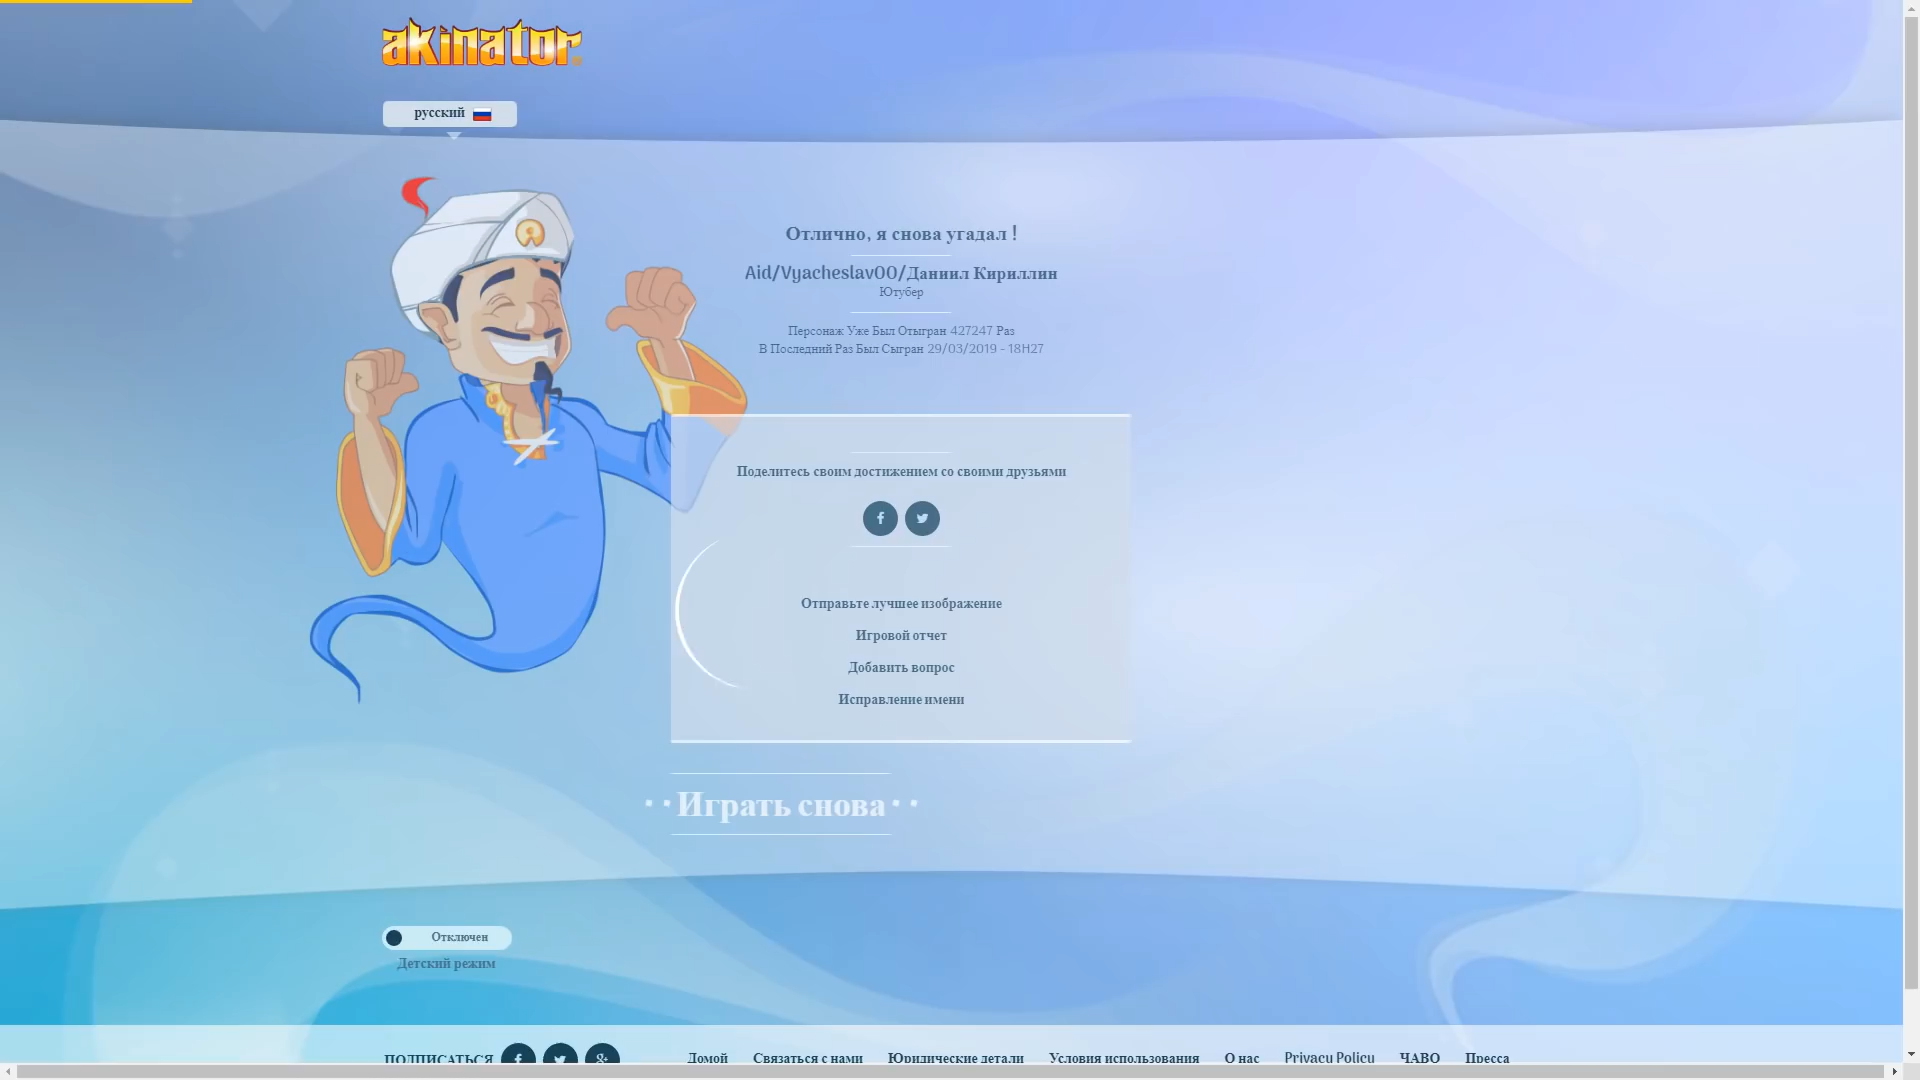 akinator
русский
Отлично, я снова угадал !
Aid/Vyacheslav00/Даниил Кириллин
Ютубер
Персонаж Уже Был Отыгран 427247 Раз
В Последний Раз Был Сыгран 29/03/2019 - 18H27
Поделитесь своим достижением со своими друзьями
Отправьте лучшее изображение
Игровой отчет
Добавить вопрос
Исправление имени
Играть снова
Отключен
Детский режим
ПОДПИСАТЬСЯ
Домой Связаться с нами Юридические детали Условия использования О нас Privacy Policy ЧАВО Пресса